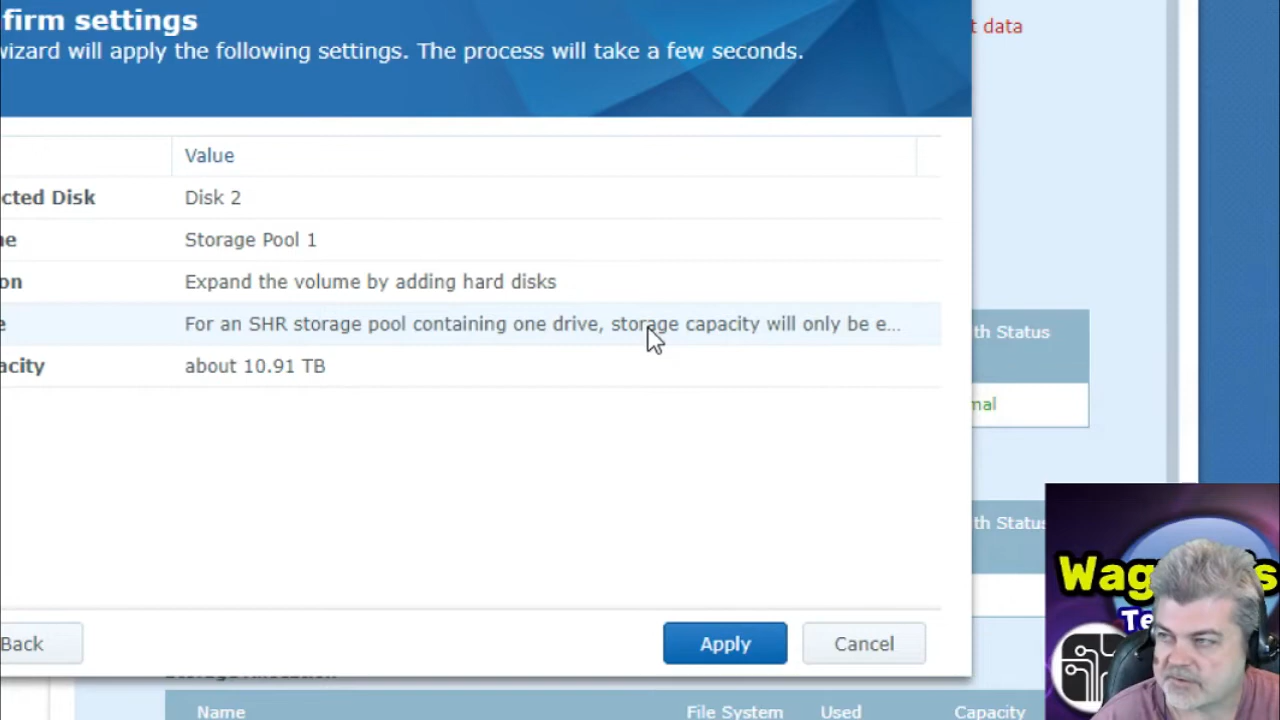 firm settings
t data
wizard will apply the following settings. The process will take a few seconds.
Value
cted Disk Disk 2
me Storage Pool 1
on Expand the volume by adding hard disks
e For an SHR storage pool containing one drive, storage capacity will only be e...
th Status
acity about 10.91 TB
mal
th Status
Back Apply Cancel
Name File System Used Capacity